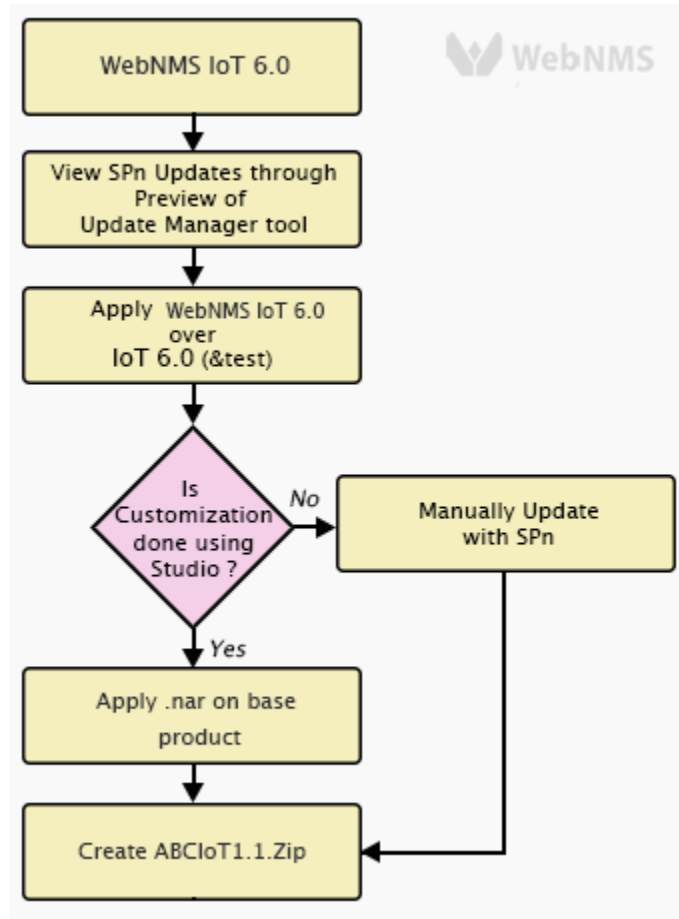 WebNMS IoT 6.0
WebNMS
View SPn Updates through
Preview of
Update Manager tool
Apply WebNMS IoT 6.0
over
IoT 6.0 (&test)
Is
Customization
done using
Studio ?
No
Manually Update
with SPn
Yes
Apply .nar on base
product
Create ABCIoT1.1.Zip